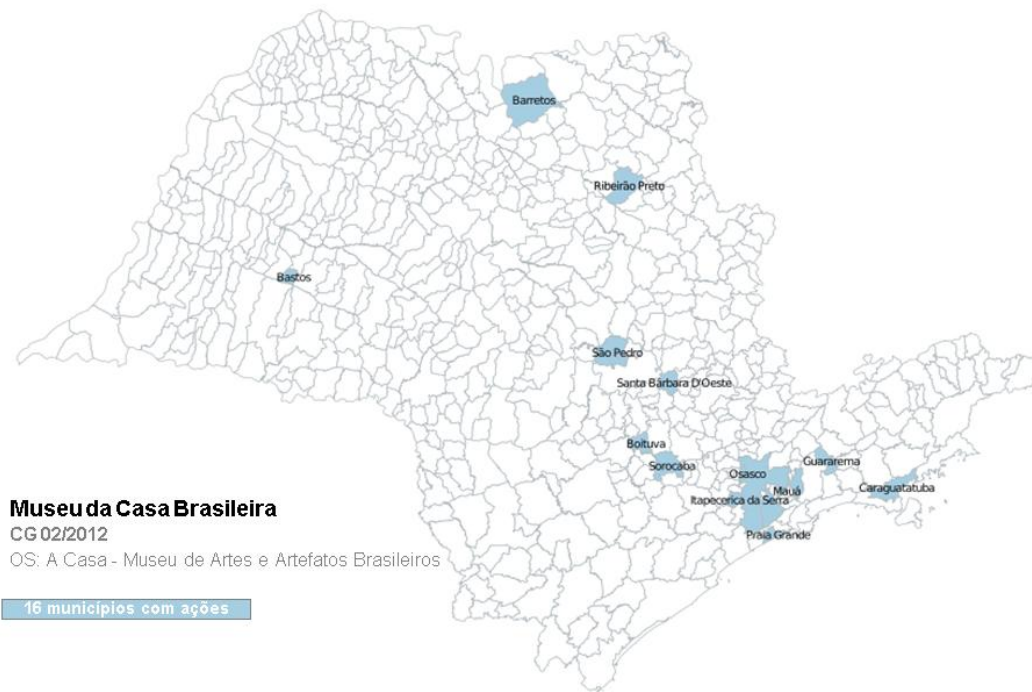 Barretos
Ribeirão Preto
Bastos
São Pedro
Santa Bárbara D'Oeste
Boituva
Sorocaba
Osasco
Guararema
Mauá
Caraguatatuba
Itapecerica da Serra
Praia Grande
Museu da Casa Brasileira
CG 02/2012
OS: A Casa - Museu de Artes e Artefatos Brasileiros
16 municípios com ações